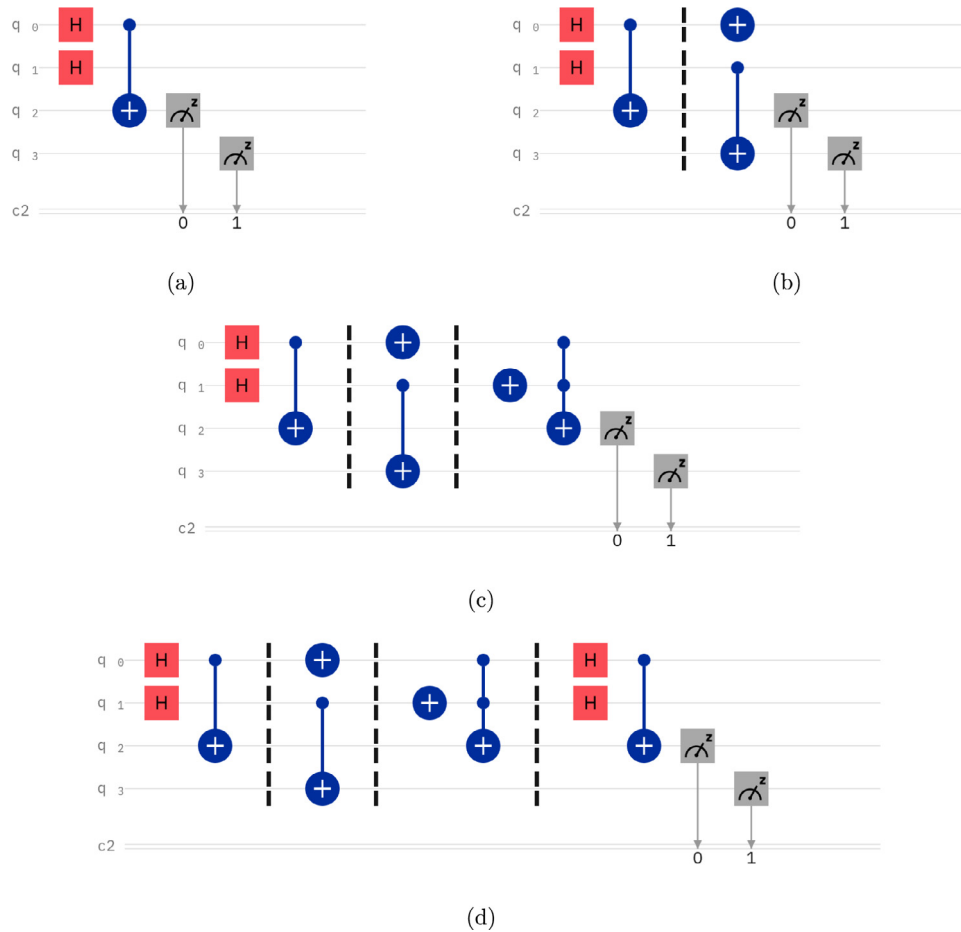 q 0 H q 0 H
q 1 H q 1 H
q 2 z q 2 z
q 3 z q 3 z
c2 0 1 c2 0 1
(a) (b)
q 0 H
q 1 H
q 2 z
q 3 z
c2 0 1
(c)
q 0 H H
q 1 H H
q 2 z
q 3 z
c2 0 1
(d)